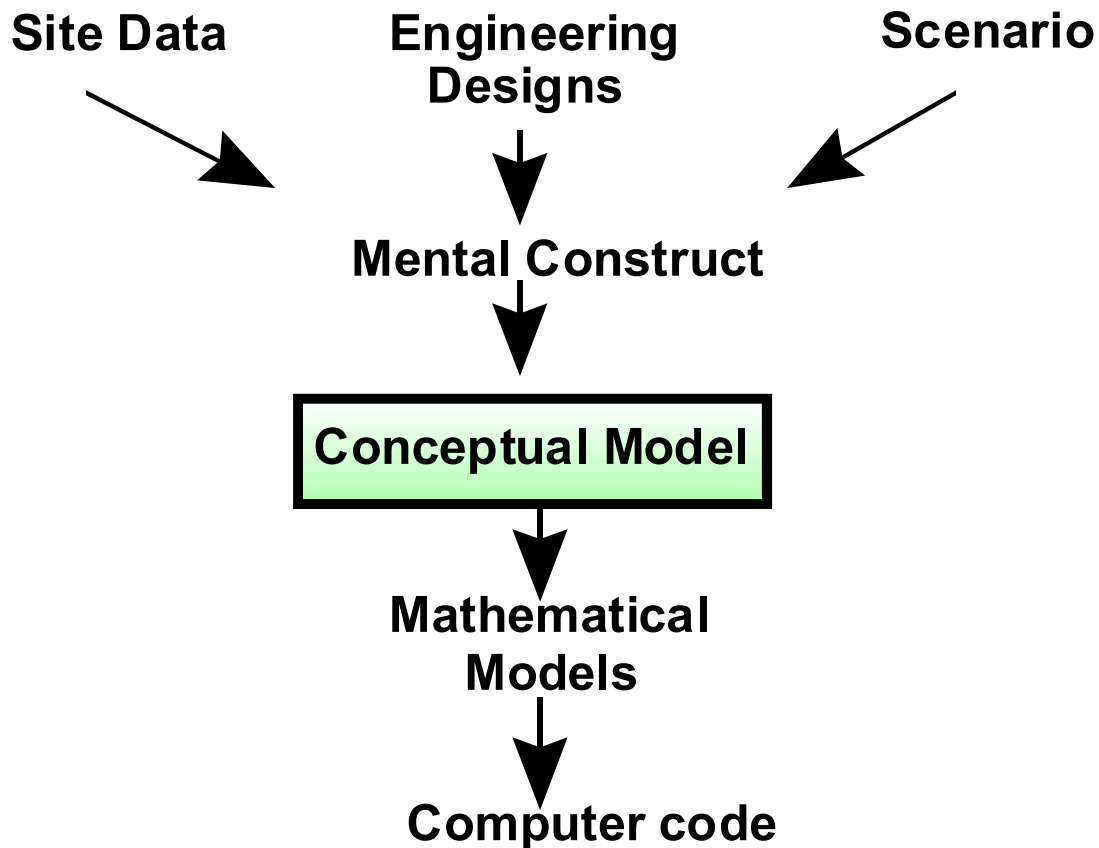 Site Data
Engineering
Designs
Scenario
Mental Construct
Conceptual Model
Mathematical
Models
Computer code